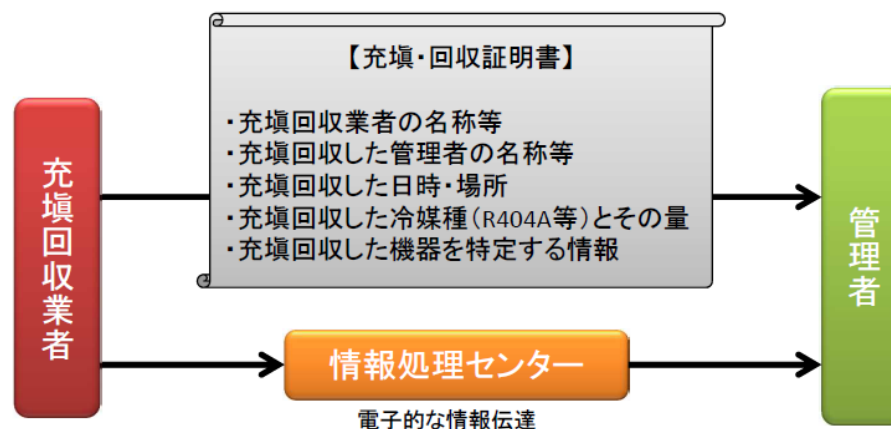 【充塡・回収証明書】
・充塡回収業者の名称等
・充塡回収した管理者の名称等
・充塡回収した日時・場所
・充塡回収した冷媒種(R404A等)とその量
・充塡回収した機器を特定する情報
充塡回収業者
管理者
情報処理センター
電子的な情報伝達